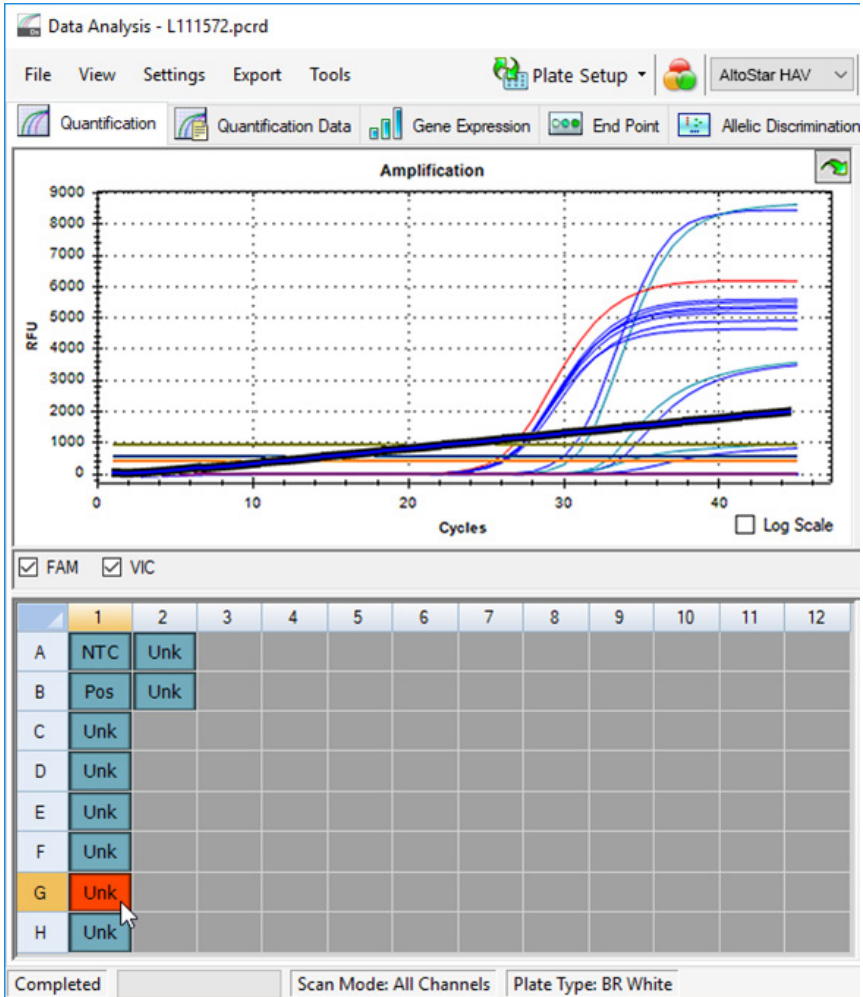 Data Analysis - L111572.pcrd
File View Settings Export Tools Plate Setup AltoStar HAV
Quantification Quantification Data Gene Expression End Point Allelic Discrimination
Amplification
9000
8000
7000
6000
5000
4000
3000
2000
1000
0
RFU
0 10 20 30 40
Cycles
Log Scale
FAM VIC
1 2 3 4 5 6 7 8 9 10 11 12
A NTC Unk
B Pos Unk
C Unk
D Unk
E Unk
F Unk
G Unk
H Unk
Completed Scan Mode: All Channels Plate Type: BR White